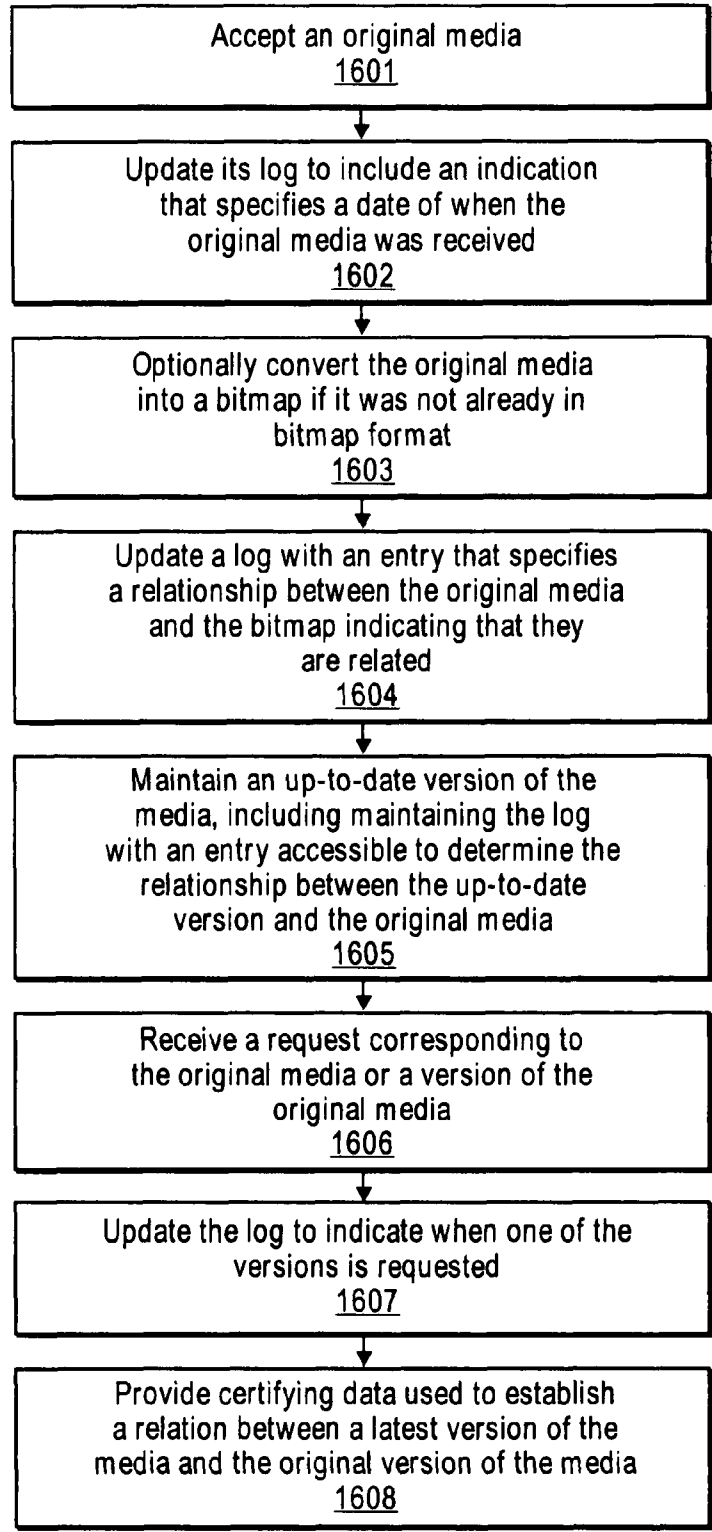 Accept an original media
1601
Update its log to include an indication
that specifies a date of when the
original media was received
1602
Optionally convert the original media
into a bitmap if it was not already in
bitmap format
1603
Update a log with an entry that specifies
a relationship between the original media
and the bitmap indicating that they
are related
1604
Maintain an up-to-date version of the
media, including maintaining the log
with an entry accessible to determine the
relationship between the up-to-date
version and the original media
1605
Receive a request corresponding to
the original media or a version of the
original media
1606
Update the log to indicate when one of the
versions is requested
1607
Provide certifying data used to establish
a relation between a latest version of the
media and the original version of the media
1608